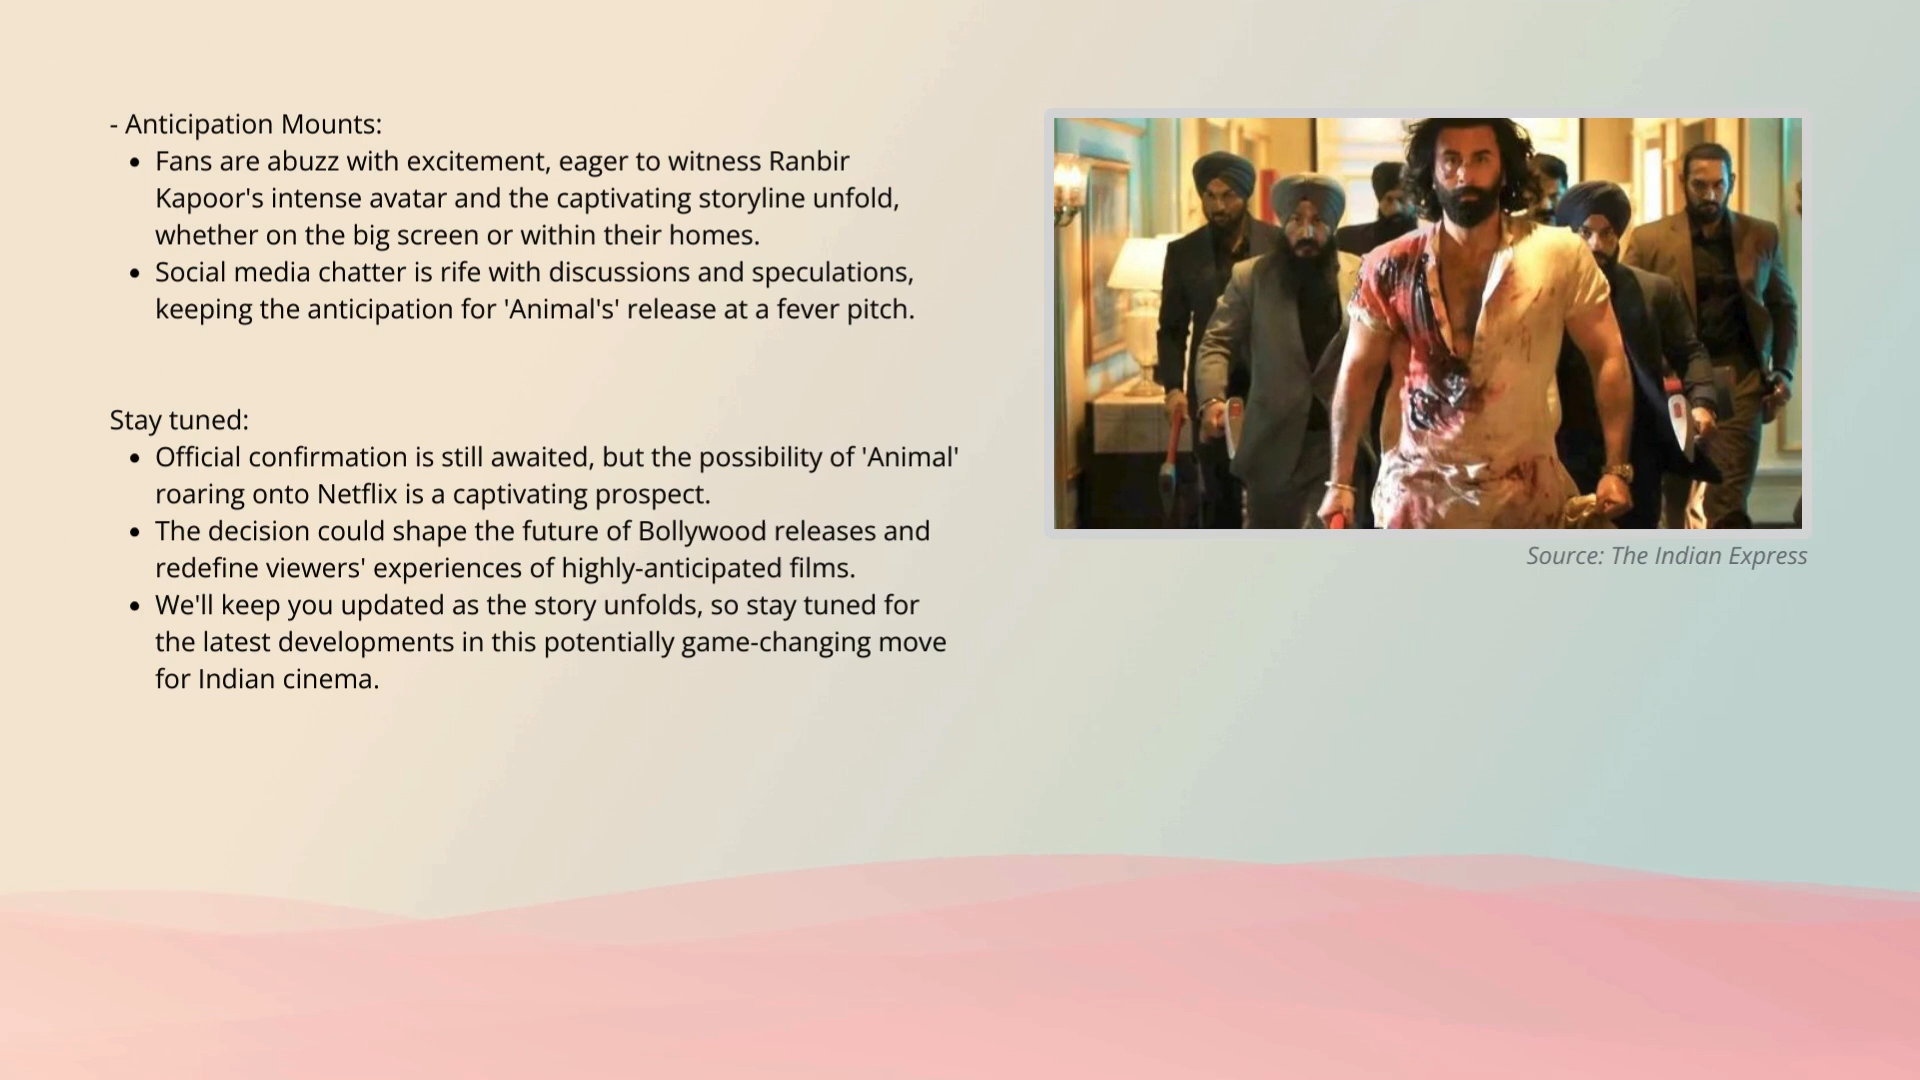 - Anticipation Mounts:
• Fans are abuzz with excitement, eager to witness Ranbir
Kapoor's intense avatar and the captivating storyline unfold,
whether on the big screen or within their homes.
• Social media chatter is rife with discussions and speculations,
keeping the anticipation for 'Animal's' release at a fever pitch.
Stay tuned:
• Official confirmation is still awaited, but the possibility of 'Animal'
roaring onto Netflix is a captivating prospect.
• The decision could shape the future of Bollywood releases and
redefine viewers' experiences of highly-anticipated films.
• We'll keep you updated as the story unfolds, so stay tuned for
the latest developments in this potentially game-changing move
for Indian cinema.
Source: The Indian Express